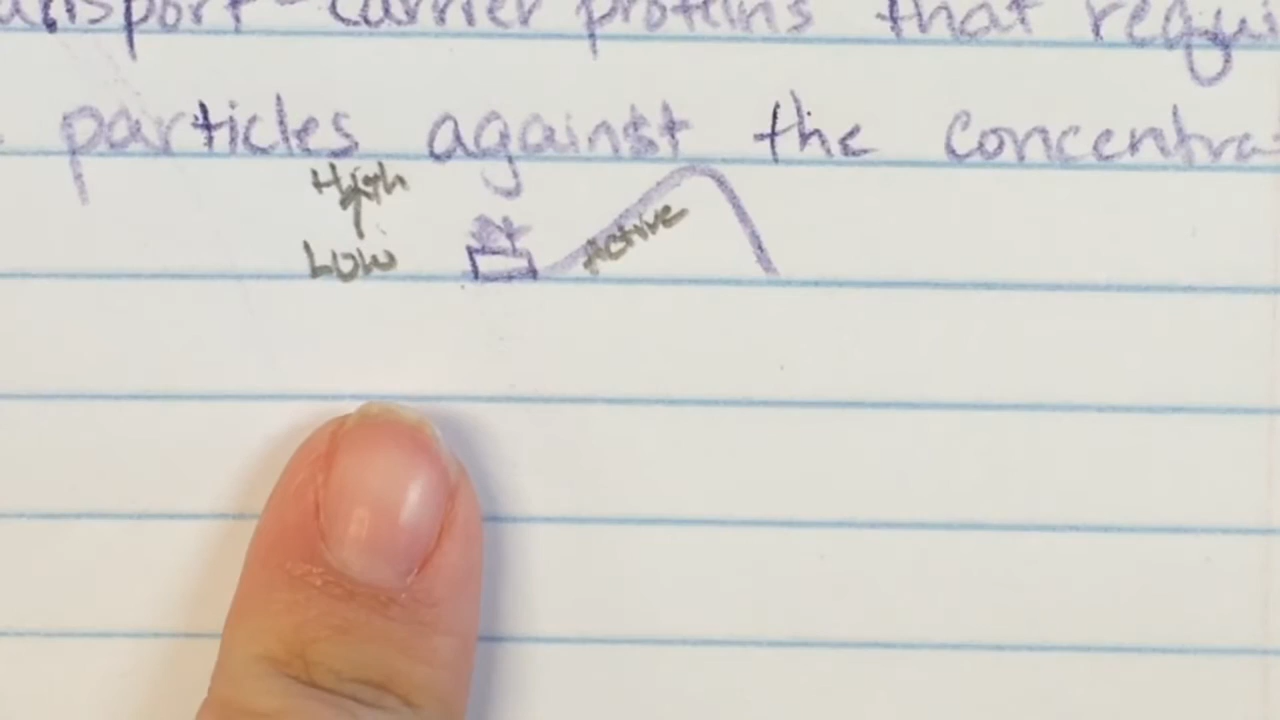 transport - carrier proteins that requi
particles against the concentra
High
Low
Active